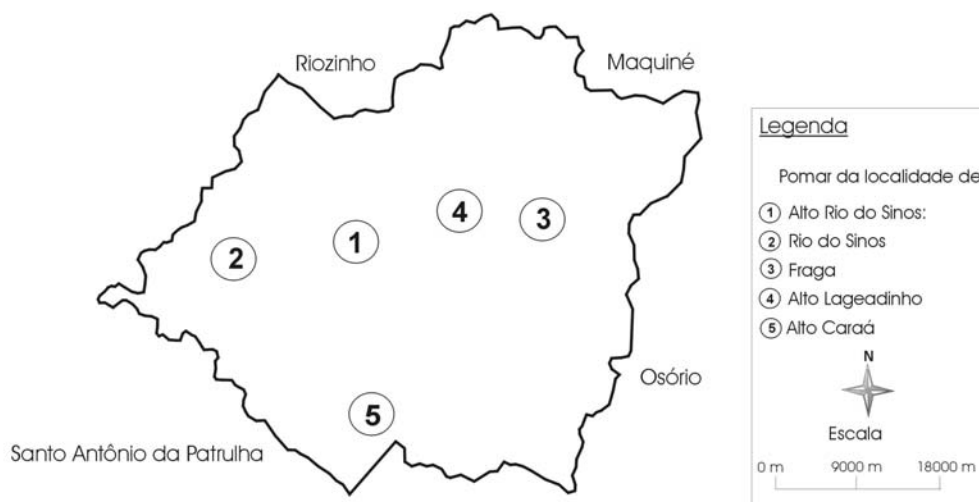 Riozinho
Maquiné
4
3
1
2
5
Osório
Santo Antônio da Patrulha
Legenda
Pomar da localidade de
1 Alto Rio do Sinos:
2 Rio do Sinos
3 Fraga
4 Alto Lageadinho
5 Alto Caraá
N
Escala
0 m 9000 m 18000 m